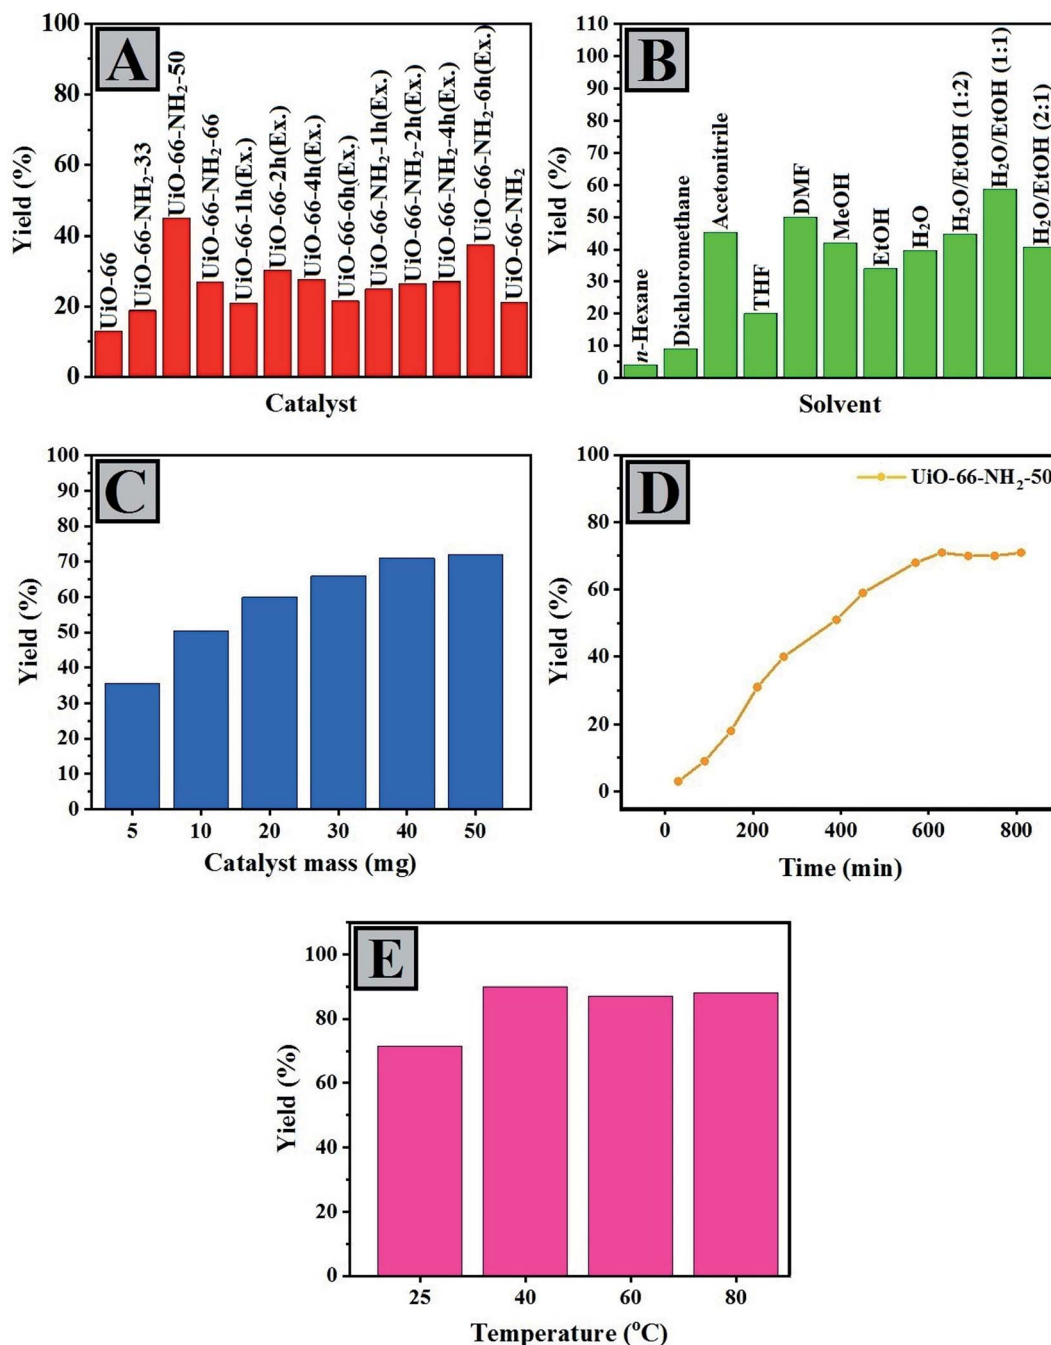 A
Yield (%)
100
80
60
40
20
0
UiO-66
UiO-66-NH₂-33
UiO-66-NH₂-50
UiO-66-NH₂-66
UiO-66-1h(Ex.)
UiO-66-2h(Ex.)
UiO-66-4h(Ex.)
UiO-66-6h(Ex.)
UiO-66-NH₂-1h(Ex.)
UiO-66-NH₂-2h(Ex.)
UiO-66-NH₂-4h(Ex.)
UiO-66-NH₂-6h(Ex.)
UiO-66-NH₂
Catalyst
B
Yield (%)
110
100
90
80
70
60
50
40
30
20
10
0
n-Hexane
Dichloromethane
Acetonitrile
THF
DMF
MeOH
EtOH
H₂O
H₂O/EtOH (1:2)
H₂O/EtOH (1:1)
H₂O/EtOH (2:1)
Solvent
C
Yield (%)
100
90
80
70
60
50
40
30
20
10
0
5 10 20 30 40 50
Catalyst mass (mg)
D
UiO-66-NH₂-50
Yield (%)
100
80
60
40
20
0
0 200 400 600 800
Time (min)
E
Yield (%)
100
80
60
40
20
0
25 40 60 80
Temperature (ºC)